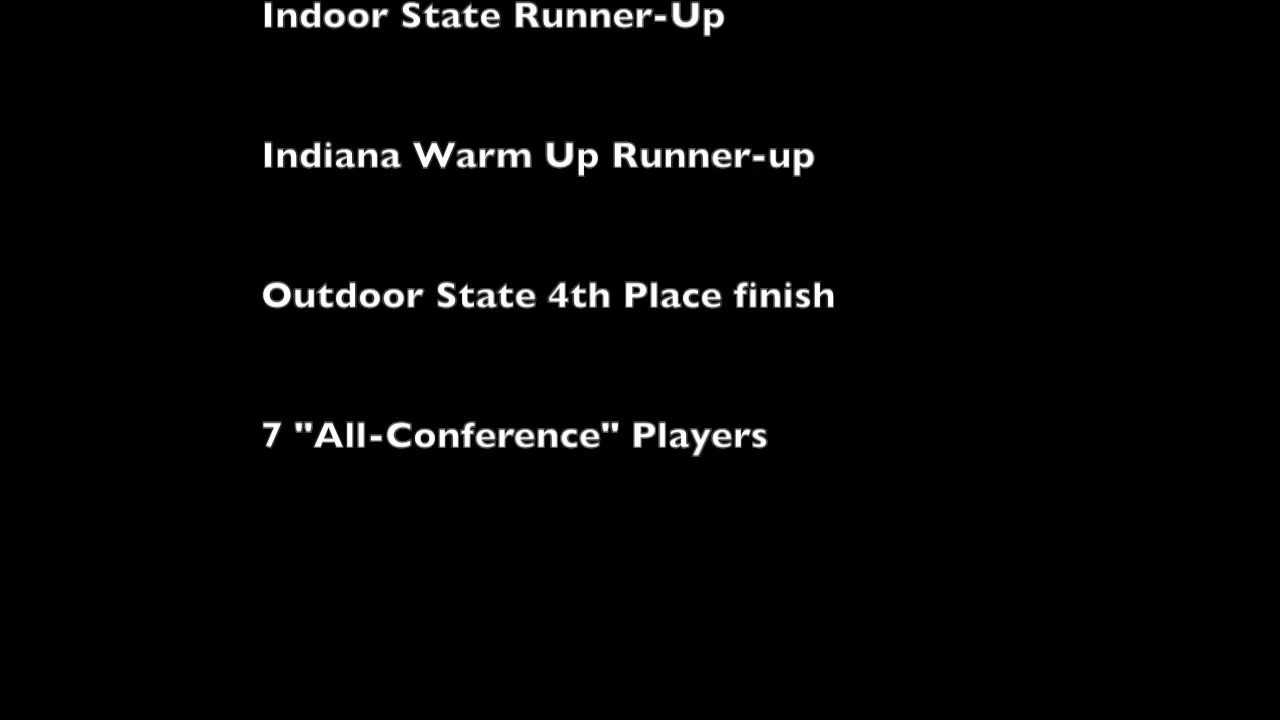 Indoor State Runner-Up
Indiana Warm Up Runner-up
Outdoor State 4th Place finish
7 "All-Conference" Players